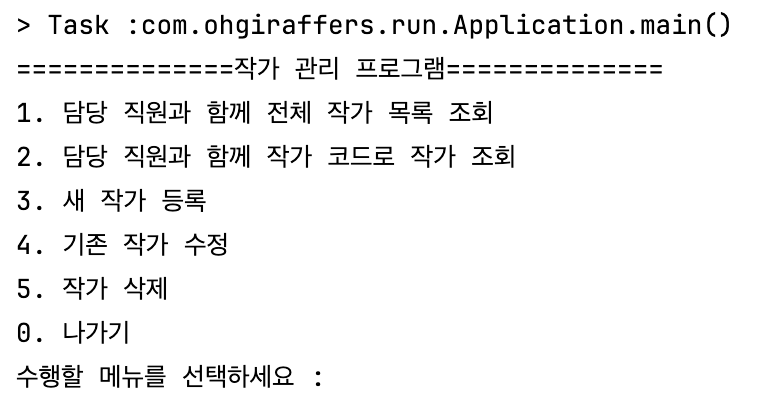 > Task :com.ohgiraffers.run.Application.main()
==============작가 관리 프로그램==============
1. 담당 직원과 함께 전체 작가 목록 조회
2. 담당 직원과 함께 작가 코드로 작가 조회
3. 새 작가 등록
4. 기존 작가 수정
5. 작가 삭제
0. 나가기
수행할 메뉴를 선택하세요 :